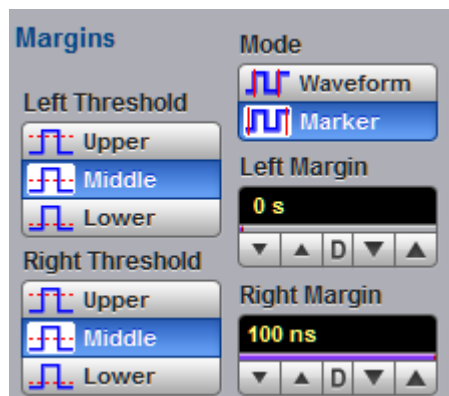 Margins
Left Threshold
Upper
Middle
Lower
Right Threshold
Upper
Middle
Lower
Mode
Waveform
Marker
Left Margin
0 s
D
Right Margin
100 ns
D